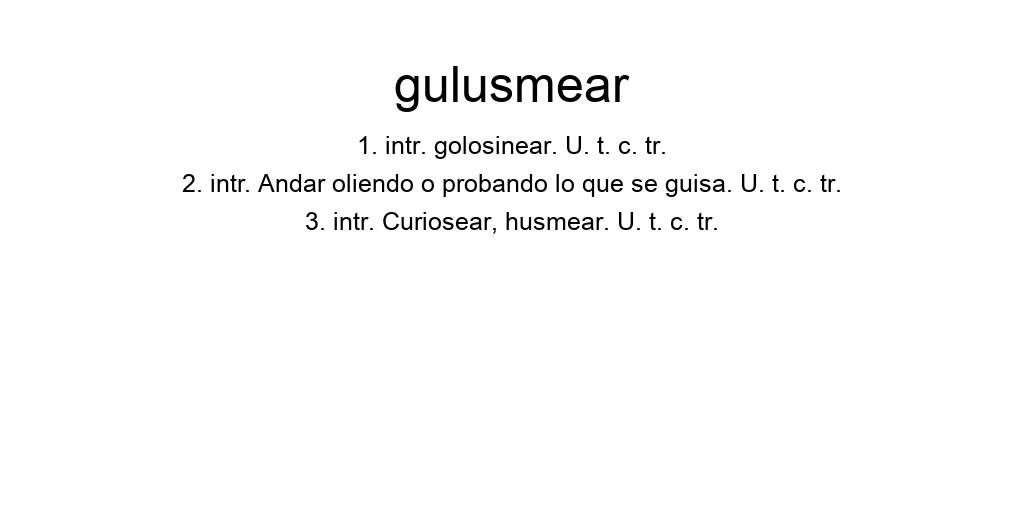 gulusmear
1. intr. golosinear. U. t. c. tr.
2. intr. Andar oliendo o probando lo que se guisa. U. t. c. tr.
3. intr. Curiosear, husmear. U. t. c. tr.